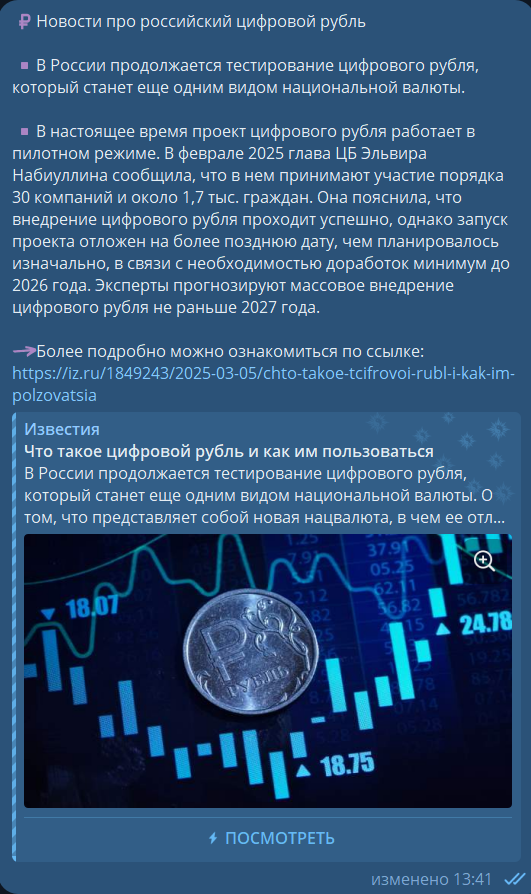 Новости про российский цифровой рубль
В России продолжается тестирование цифрового рубля,
который станет еще одним видом национальной валюты.
В настоящее время проект цифрового рубля работает в
пилотном режиме. В феврале 2025 глава ЦБ Эльвира
Набиуллина сообщила, что в нем принимают участие порядка
30 компаний и около 1,7 тыс. граждан. Она пояснила, что
внедрение цифрового рубля проходит успешно, однако запуск
проекта отложен на более позднюю дату, чем планировалось
изначально, в связи с необходимостью доработок минимум до
2026 года. Эксперты прогнозируют массовое внедрение
цифрового рубля не раньше 2027 года.
Более подробно можно ознакомиться по ссылке:
https://iz.ru/1849243/2025-03-05/chto-takoe-tcifrovoi-rubl-i-kak-im-
polzovatsia
Известия
Что такое цифровой рубль и как им пользоваться
В России продолжается тестирование цифрового рубля,
который станет еще одним видом национальной валюты. О
том, что представляет собой новая нацвалюта, в чем ее отл...
37.91
05.25
62.11
56.82
18.07
24.78
РУБЛЬ
18.75
ПОСМОТРЕТЬ
изменено 13:41